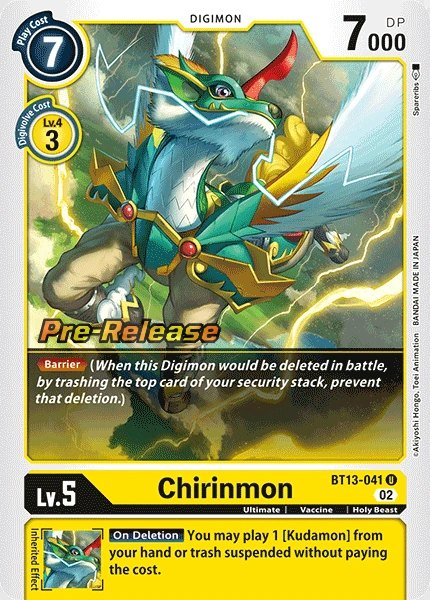 Play Cost
7
DIGIMON
7000 DP
Digivolve Cost
Lv.4
3
Spareribs
©Akiyoshi Hongo, Toei Animation BANDAI MADE IN JAPAN
Pre-Release
Barrier (When this Digimon would be deleted in battle,
by trashing the top card of your security stack, prevent
that deletion.)
BT13-041 U
Lv.5
Chirinmon
02
Ultimate | Vaccine | Holy Beast
Inherited Effect
On Deletion You may play 1 [Kudamon] from
your hand or trash suspended without paying
the cost.